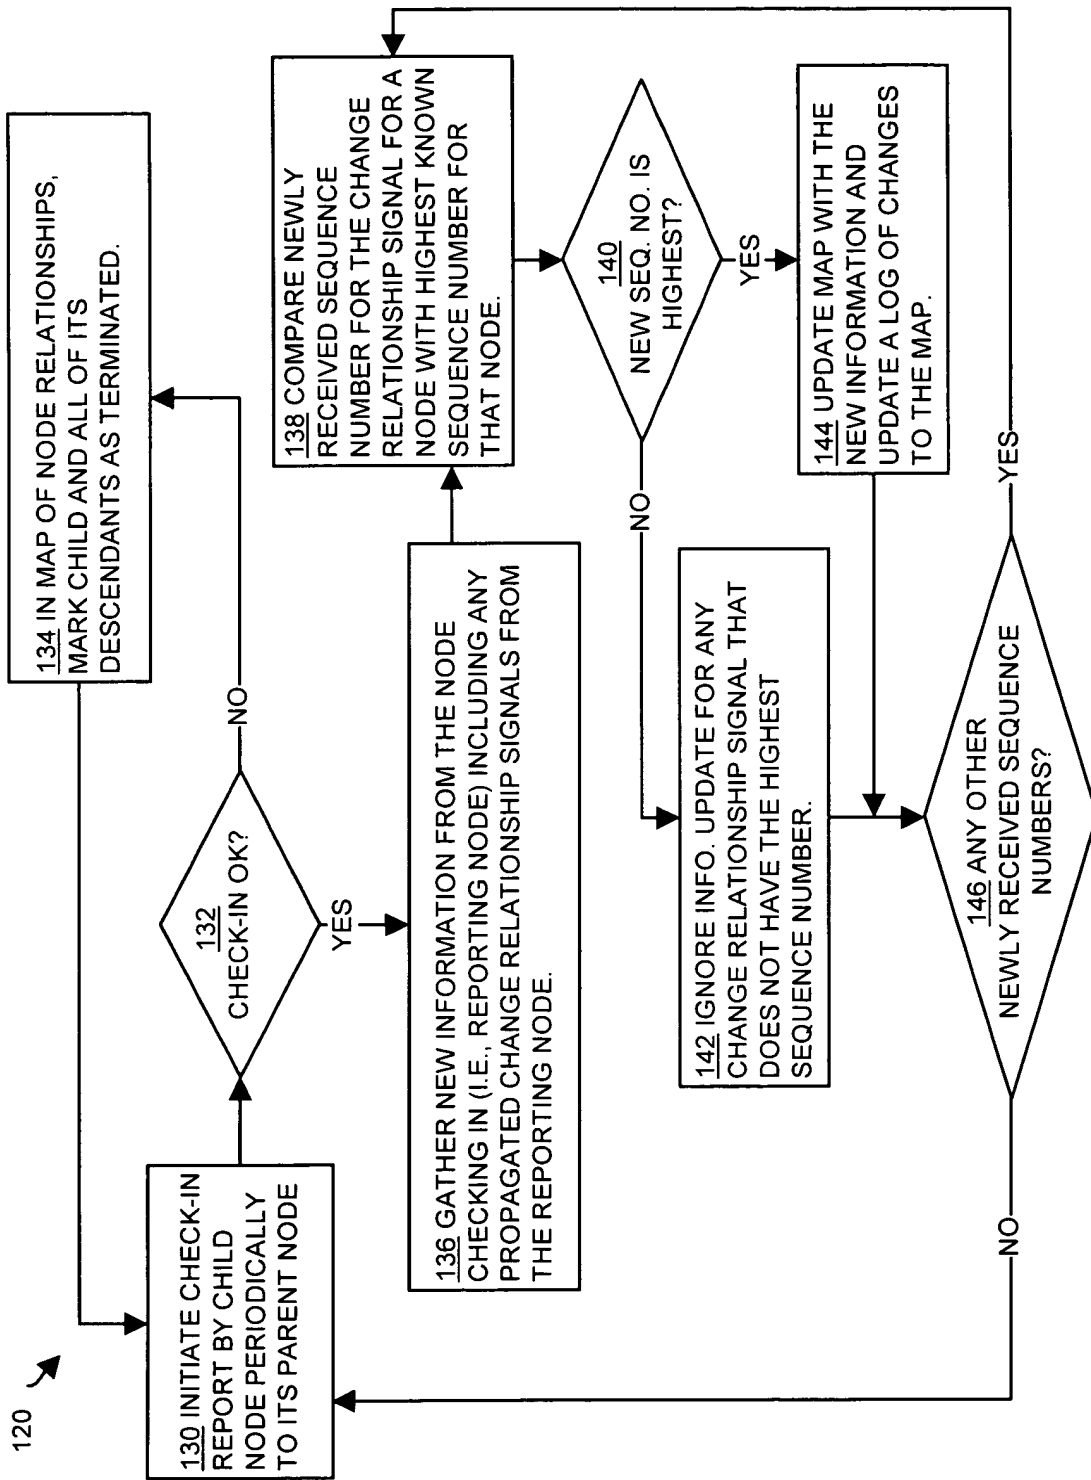 120
130 INITIATE CHECK-IN
REPORT BY CHILD
NODE PERIODICALLY
TO ITS PARENT NODE
132
CHECK-IN OK?
NO
YES
134 IN MAP OF NODE RELATIONSHIPS,
MARK CHILD AND ALL OF ITS
DESCENDANTS AS TERMINATED.
136 GATHER NEW INFORMATION FROM THE NODE
CHECKING IN (I.E., REPORTING NODE) INCLUDING ANY
PROPAGATED CHANGE RELATIONSHIP SIGNALS FROM
THE REPORTING NODE.
138 COMPARE NEWLY
RECEIVED SEQUENCE
NUMBER FOR THE CHANGE
RELATIONSHIP SIGNAL FOR A
NODE WITH HIGHEST KNOWN
SEQUENCE NUMBER FOR
THAT NODE.
140
NEW SEQ. NO. IS
HIGHEST?
NO
YES
142 IGNORE INFO. UPDATE FOR ANY
CHANGE RELATIONSHIP SIGNAL THAT
DOES NOT HAVE THE HIGHEST
SEQUENCE NUMBER.
144 UPDATE MAP WITH THE
NEW INFORMATION AND
UPDATE A LOG OF CHANGES
TO THE MAP.
146 ANY OTHER
NEWLY RECEIVED SEQUENCE
NUMBERS?
NO
YES